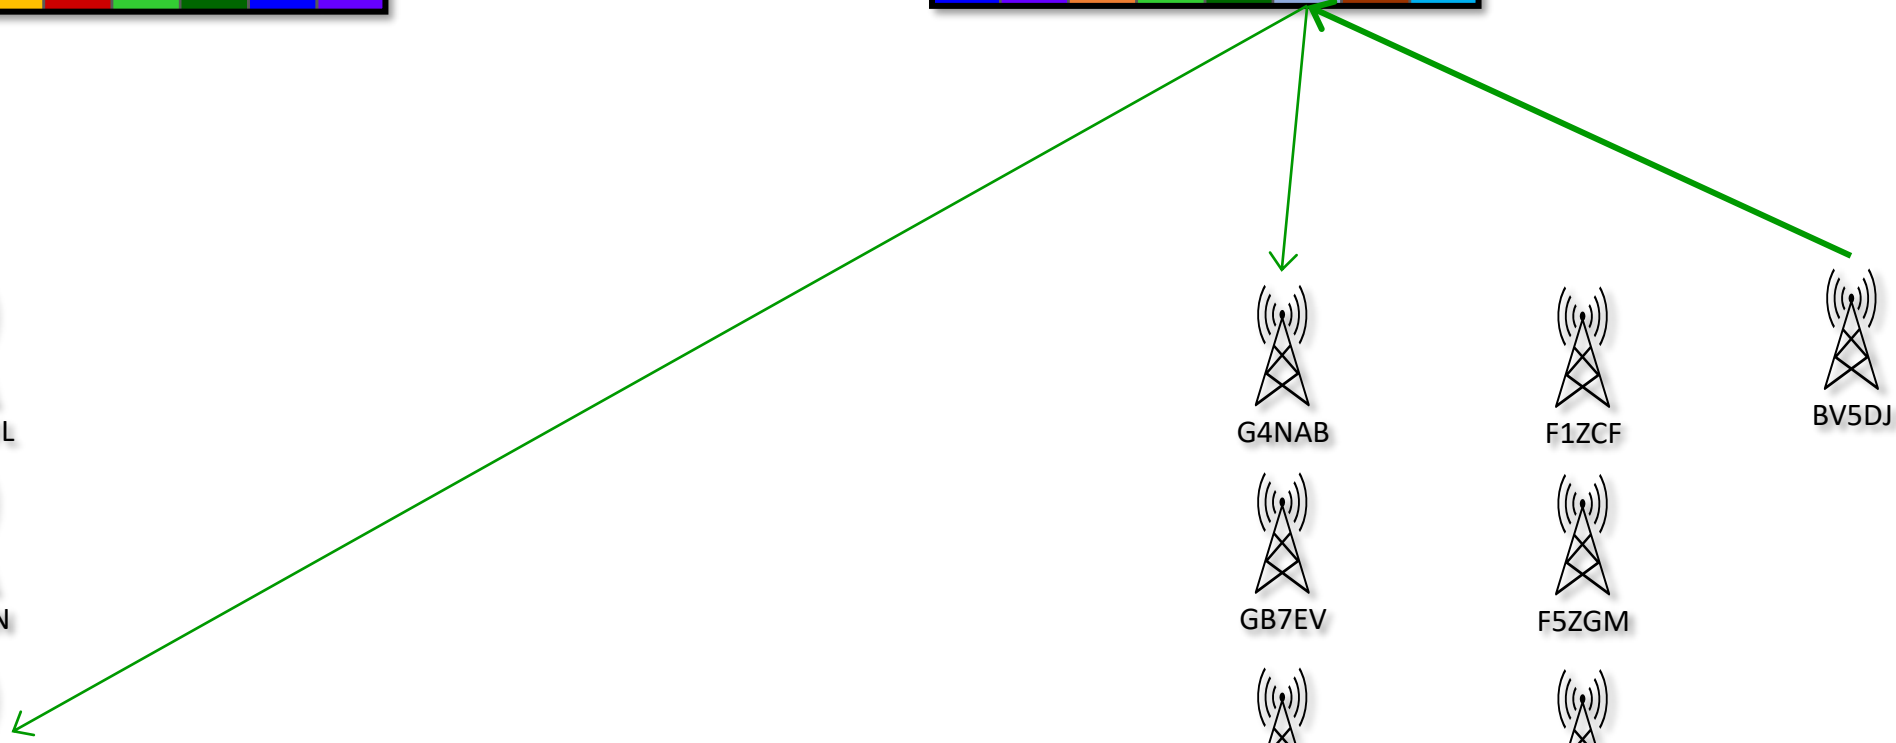 BV5DJ
L
G4NAB
F1ZCF
N
GB7EV
F5ZGM